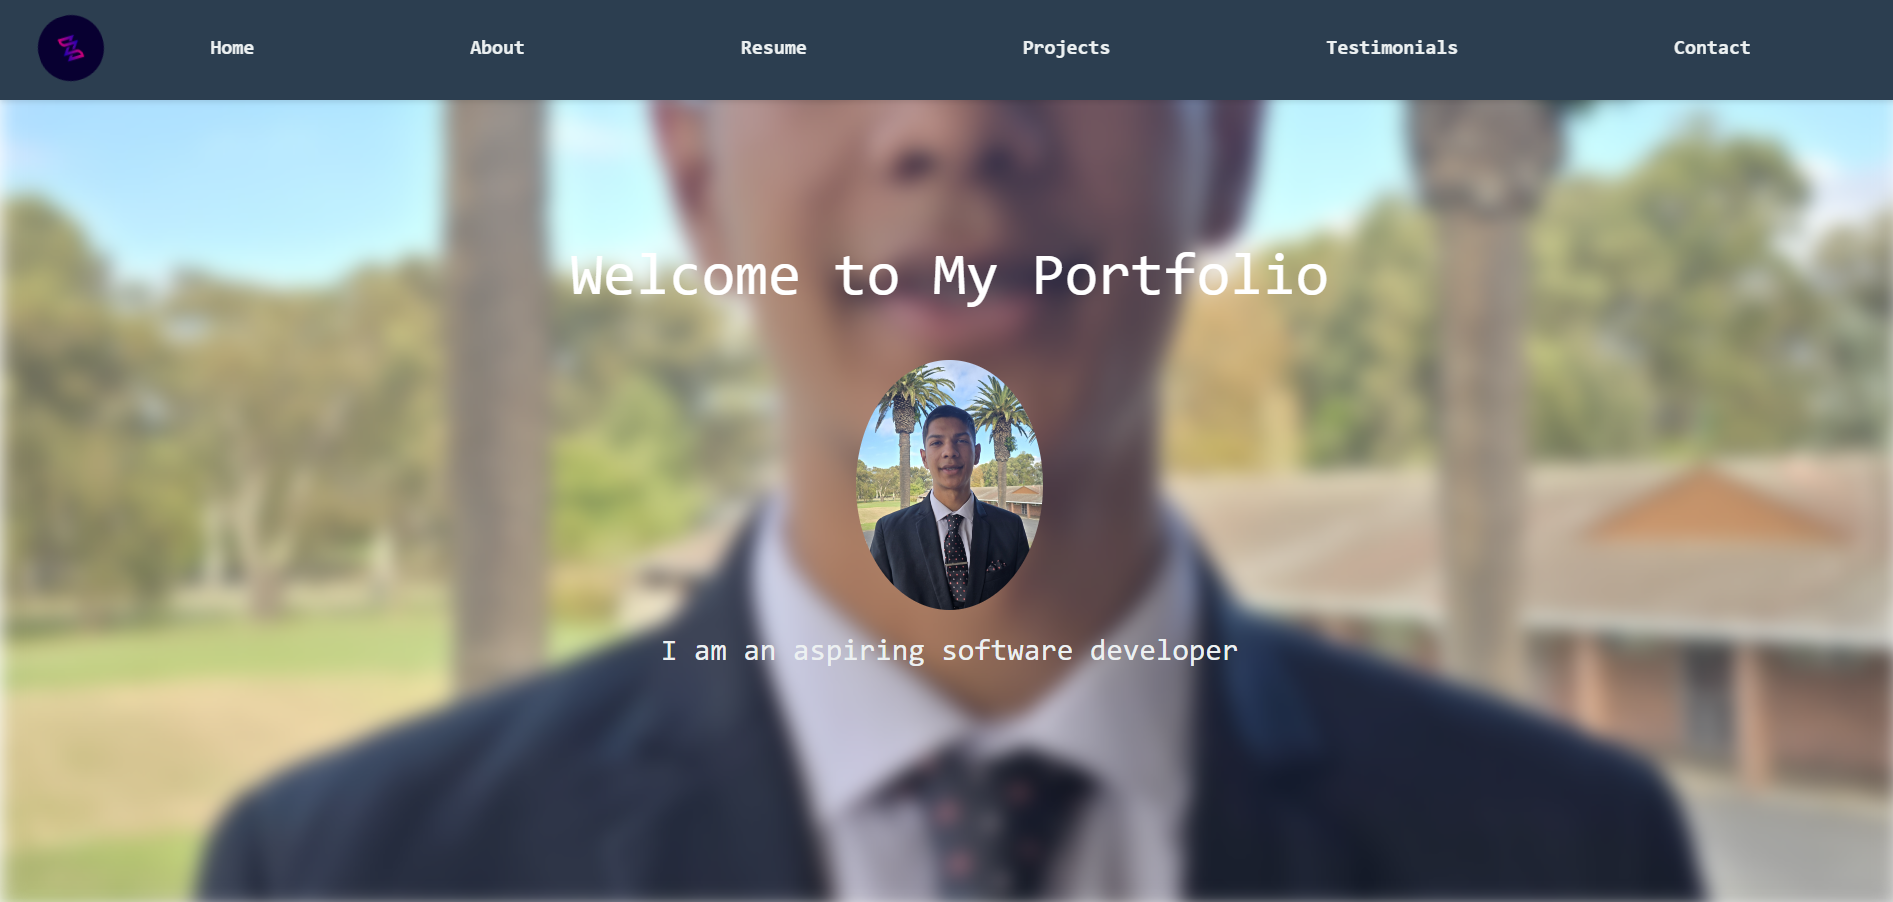 Home About Resume Projects Testimonials Contact
Welcome to My Portfolio
I am an aspiring software developer